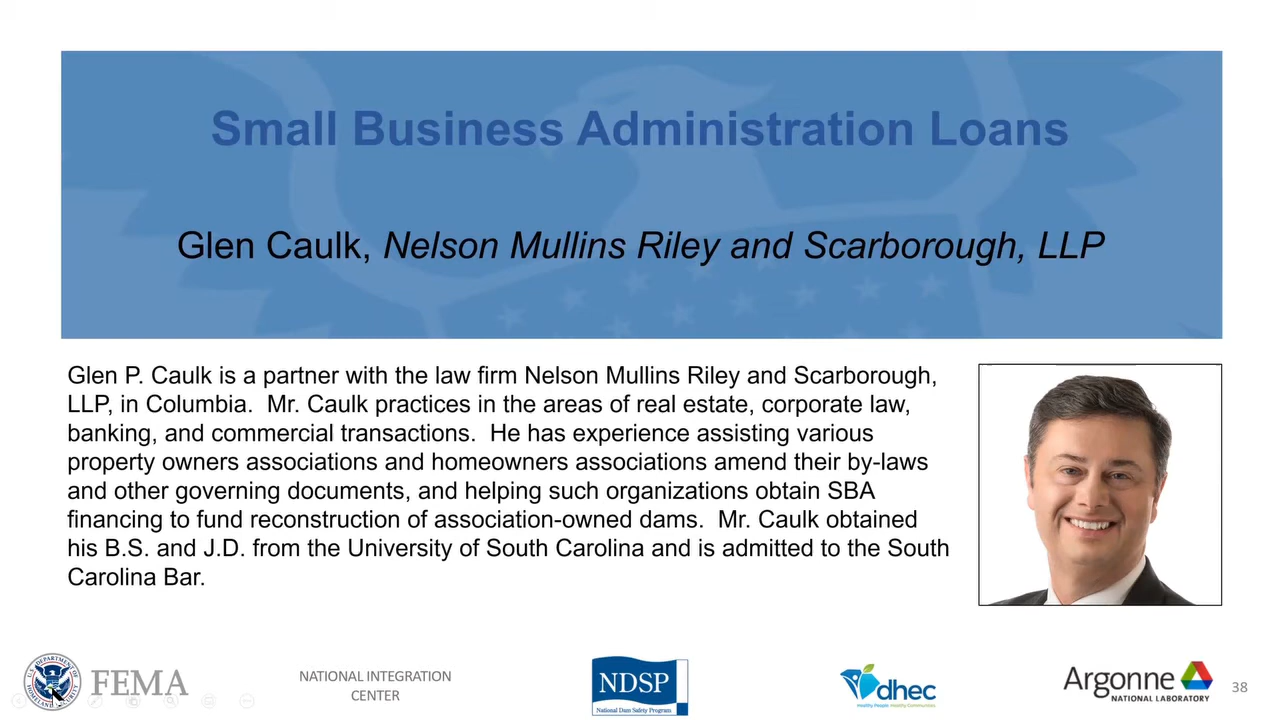 Small Business Administration Loans
Glen Caulk, Nelson Mullins Riley and Scarborough, LLP
Glen P. Caulk is a partner with the law firm Nelson Mullins Riley and Scarborough,
LLP, in Columbia.  Mr. Caulk practices in the areas of real estate, corporate law,
banking, and commercial transactions.  He has experience assisting various
property owners associations and homeowners associations amend their by-laws
and other governing documents, and helping such organizations obtain SBA
financing to fund reconstruction of association-owned dams.  Mr. Caulk obtained
his B.S. and J.D. from the University of South Carolina and is admitted to the South
Carolina Bar.
FEMA
NATIONAL INTEGRATION
CENTER
NDSP
National Dam Safety Program
dhec
Healthy People. Healthy Communities.
Argonne
NATIONAL LABORATORY
38